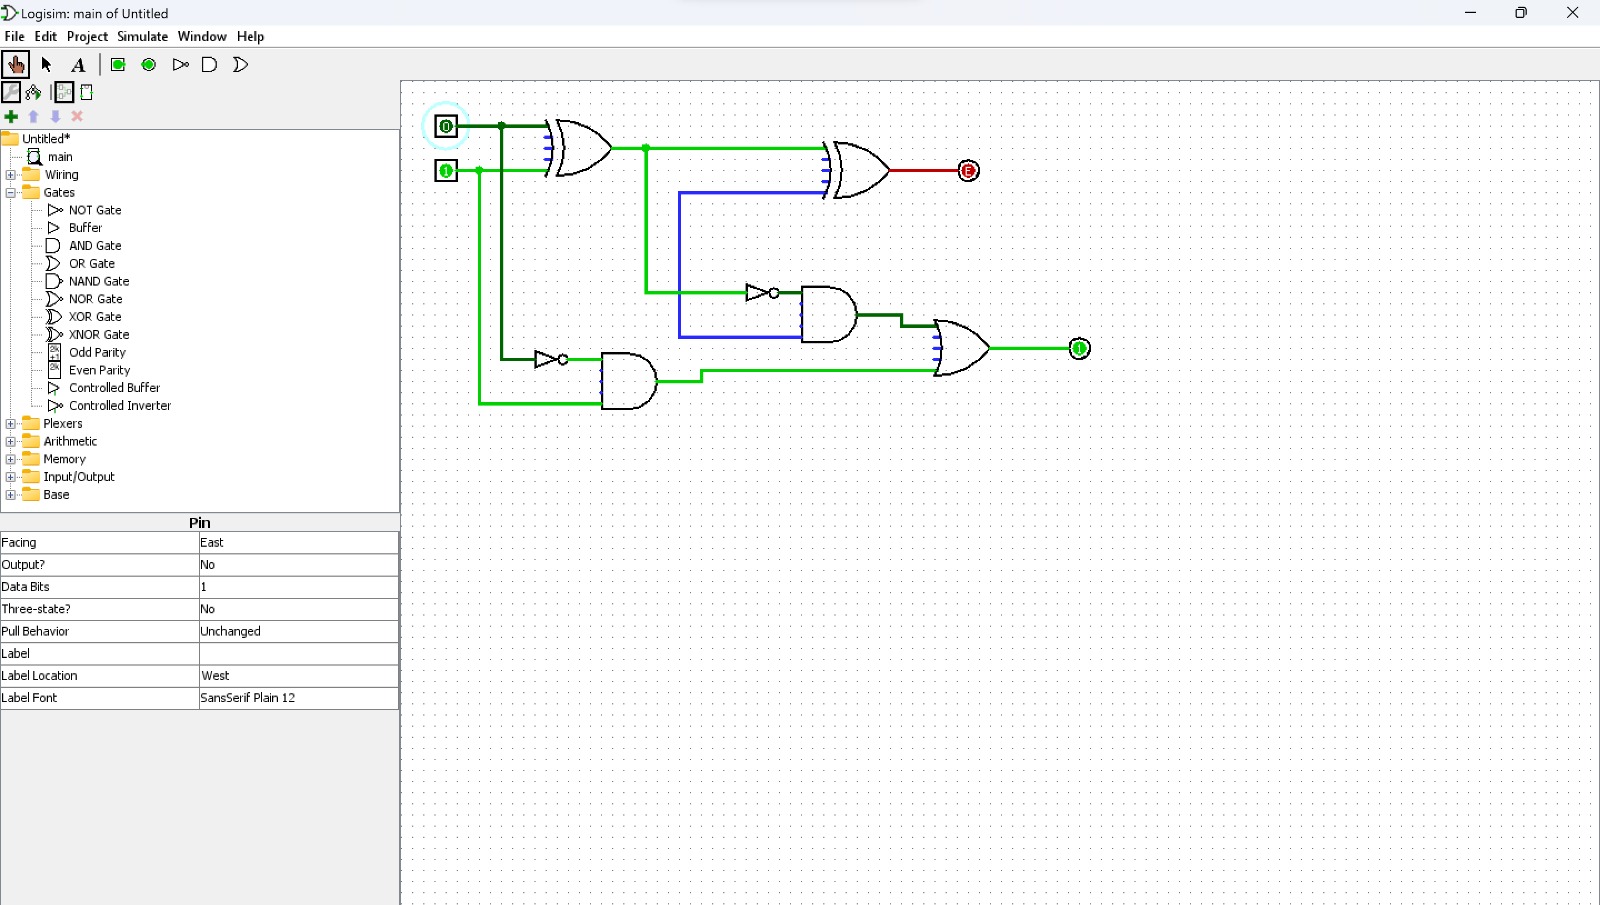 Logisim: main of Untitled
File Edit Project Simulate Window Help
A
Untitled*
main
Wiring
Gates
NOT Gate
Buffer
AND Gate
OR Gate
NAND Gate
NOR Gate
XOR Gate
XNOR Gate
2k+1 Odd Parity
2k Even Parity
Controlled Buffer
Controlled Inverter
Plexers
Arithmetic
Memory
Input/Output
Base
Pin
Facing East
Output? No
Data Bits 1
Three-state? No
Pull Behavior Unchanged
Label
Label Location West
Label Font SansSerif Plain 12
0
1
E
1